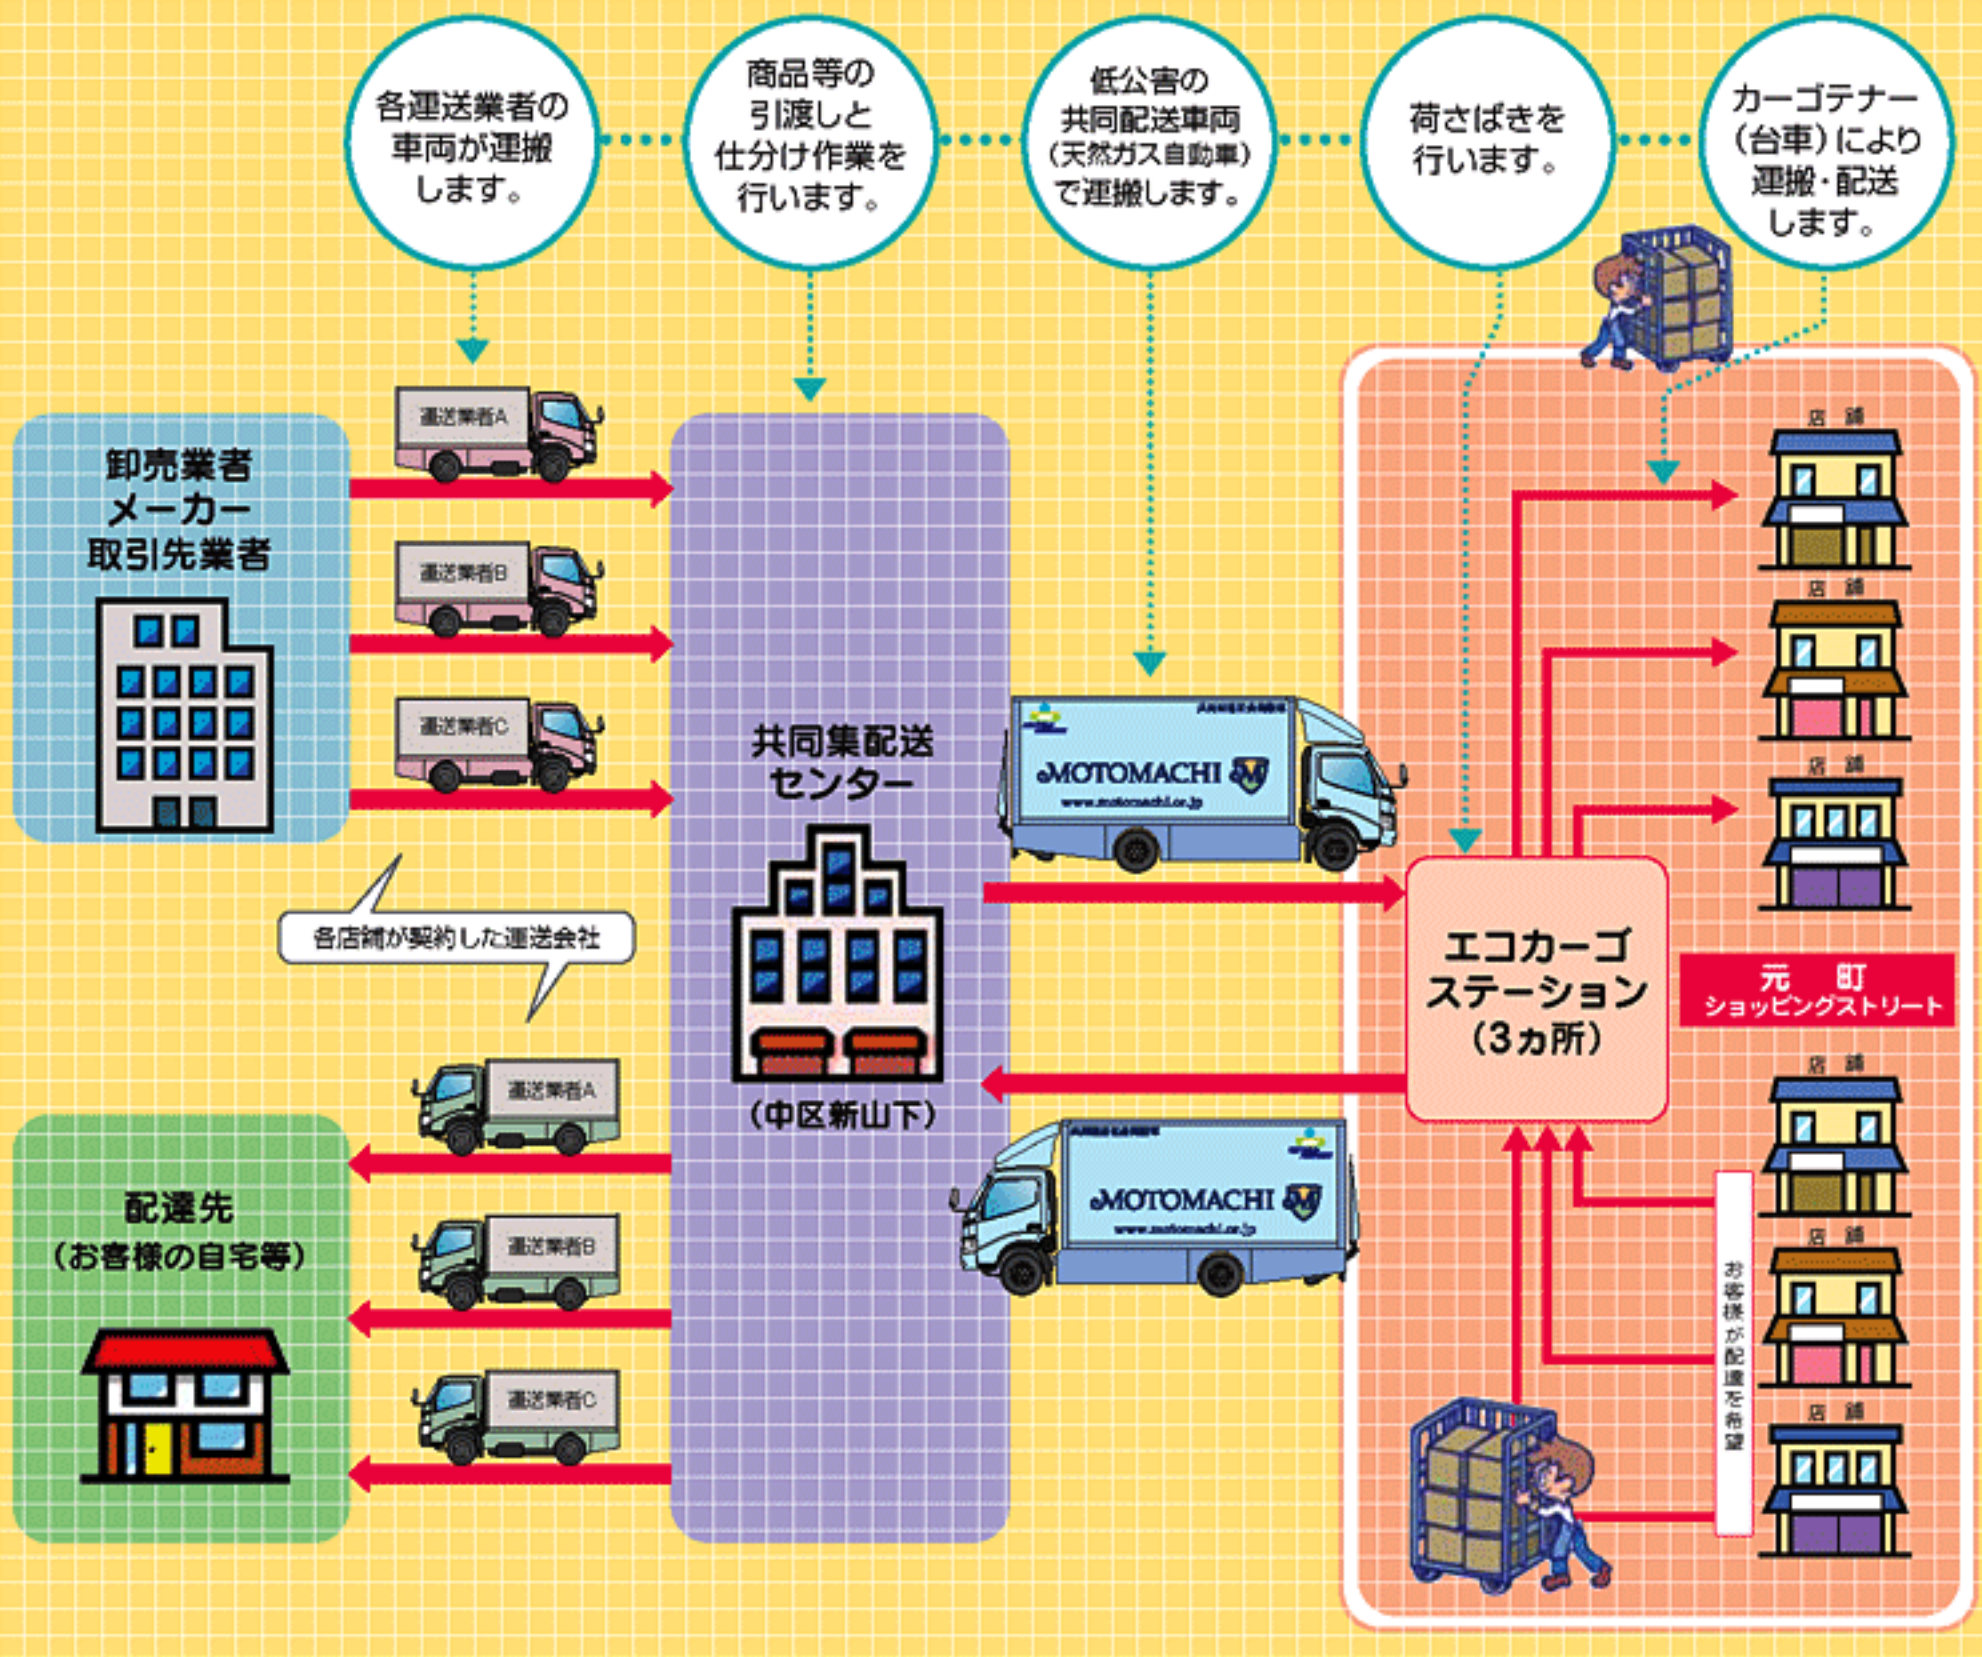 各運送業者の
車両が運搬
します。
商品等の
引渡しと
仕分け作業を
行います。
低公害の
共同配送車両
(天然ガス自動車)
で運搬します。
荷さばきを
行います。
カーゴテナー
(台車)により
運搬・配送
します。
卸売業者
メーカー
取引先業者
運送業者A
運送業者B
運送業者C
各店舗が契約した運送会社
共同集配送
センター
(中区新山下)
MOTOMACHI
www.motomachi.or.jp
エコカーゴ
ステーション
(3ヵ所)
店舗
店舗
店舗
元町
ショッピングストリート
配達先
(お客様の自宅等)
運送業者A
運送業者B
運送業者C
MOTOMACHI
www.motomachi.or.jp
お客様が配達を希望
店舗
店舗
店舗